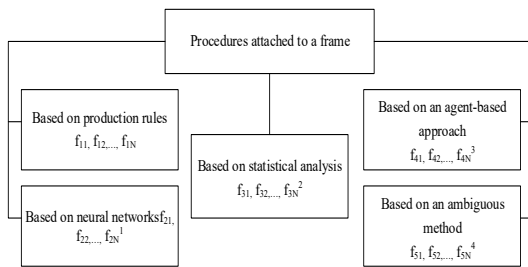 Procedures attached to a frame
Based on production rules
f₁₁, f₁₂,..., f₁N
Based on neural networksf₂₁,
f₂₂,..., f₂N¹
Based on statistical analysis
f₃₁, f₃₂,..., f₃N²
Based on an agent-based
approach
f₄₁, f₄₂,..., f₄N³
Based on an ambiguous
method
f₅₁, f₅₂,..., f₅N⁴